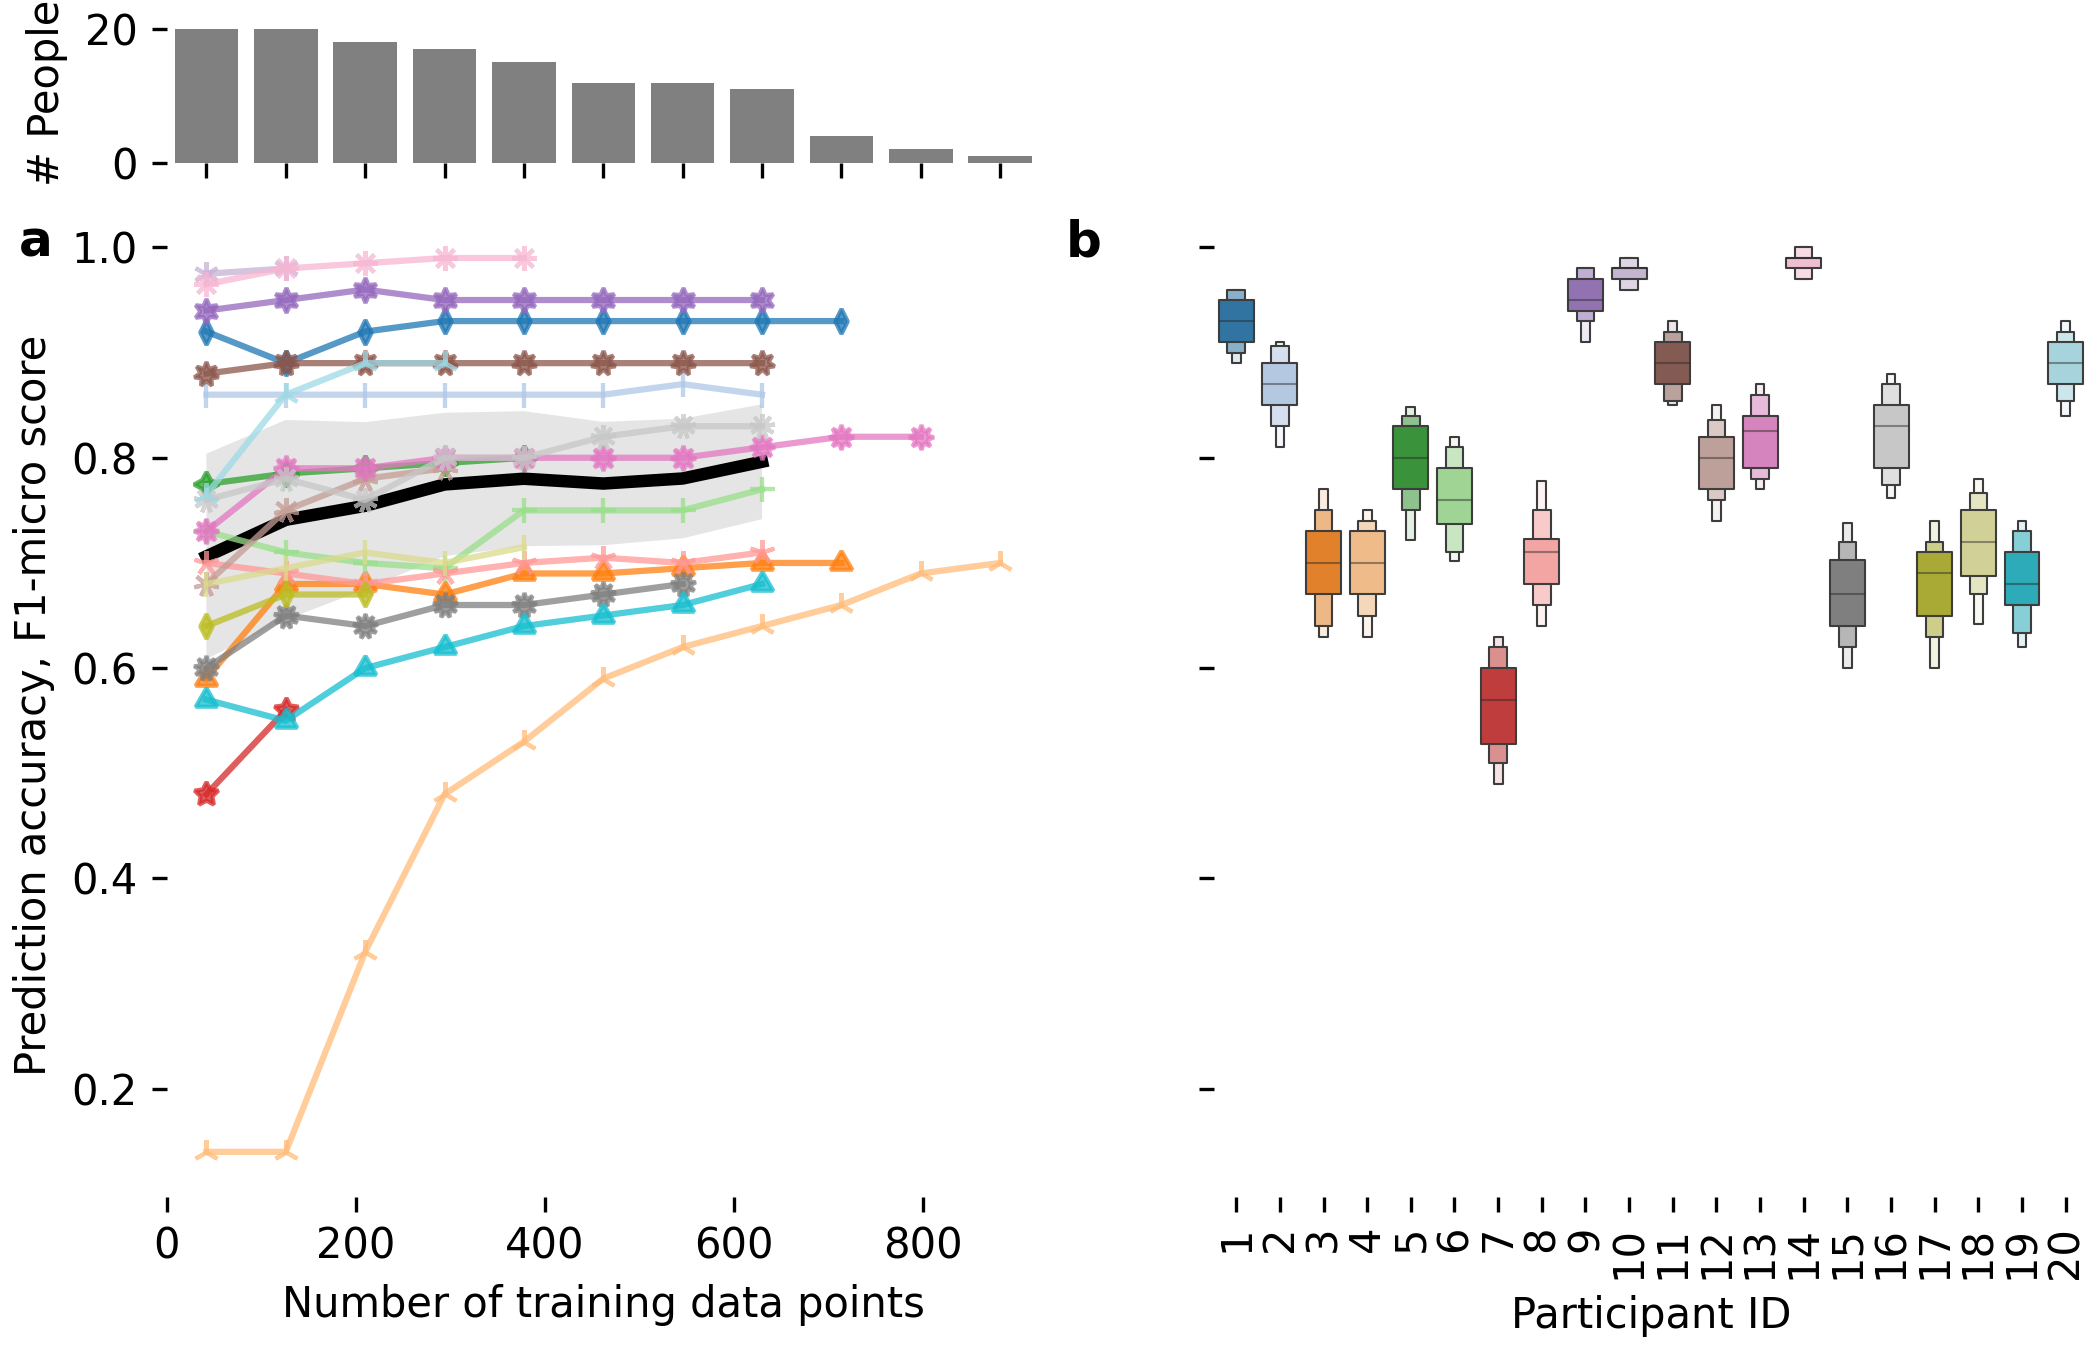 # People
20
0
a
b
Prediction accuracy, F1-micro score
1.0
0.8
0.6
0.4
0.2
0 200 400 600 800
Number of training data points
1 2 3 4 5 6 7 8 9 10 11 12 13 14 15 16 17 18 19 20
Participant ID